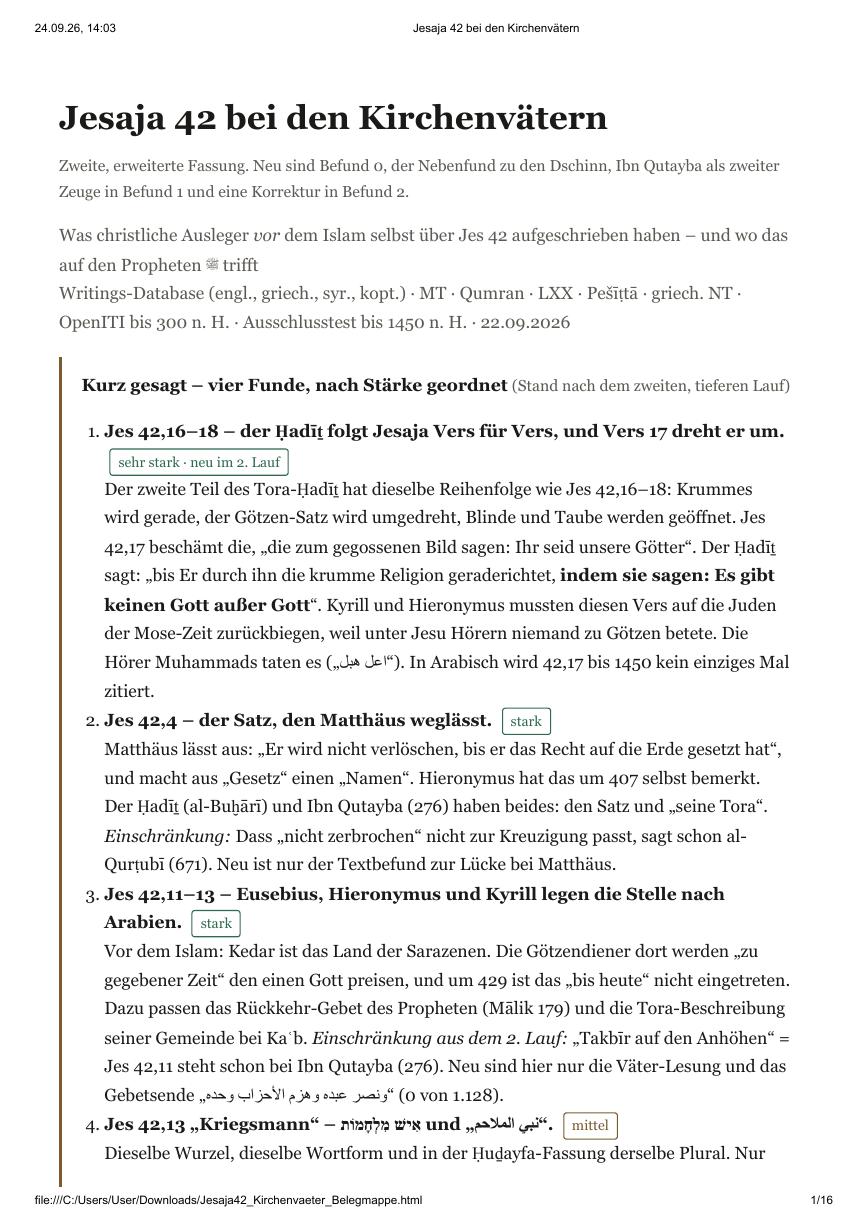 24.09.26, 14:03
Jesaja 42 bei den Kirchenvätern
Jesaja 42 bei den Kirchenvätern
Zweite, erweiterte Fassung. Neu sind Befund 0, der Nebenfund zu den Dschinn, Ibn Qutayba als zweiter
Zeuge in Befund 1 und eine Korrektur in Befund 2.
Was christliche Ausleger vor dem Islam selbst über Jes 42 aufgeschrieben haben – und wo das
auf den Propheten ﷺ trifft
Writings-Database (engl., griech., syr., kopt.) · MT · Qumran · LXX · Pešīṭtā · griech. NT ·
OpenITI bis 300 n. H. · Ausschlusstest bis 1450 n. H. · 22.09.2026
Kurz gesagt – vier Funde, nach Stärke geordnet (Stand nach dem zweiten, tieferen Lauf)
1. Jes 42,16–18 – der Ḥadīṯ folgt Jesaja Vers für Vers, und Vers 17 dreht er um.
sehr stark · neu im 2. Lauf
Der zweite Teil des Tora-Ḥadīṯ hat dieselbe Reihenfolge wie Jes 42,16–18: Krummes
wird gerade, der Götzen-Satz wird umgedreht, Blinde und Taube werden geöffnet. Jes
42,17 beschämt die, „die zum gegossenen Bild sagen: Ihr seid unsere Götter“. Der Ḥadīṯ
sagt: „bis Er durch ihn die krumme Religion geraderichtet, indem sie sagen: Es gibt
keinen Gott außer Gott“. Kyrill und Hieronymus mussten diesen Vers auf die Juden
der Mose-Zeit zurückbiegen, weil unter Jesu Hörern niemand zu Götzen betete. Die
Hörer Muhammads taten es („اعل هبل“). In Arabisch wird 42,17 bis 1450 kein einziges Mal
zitiert.
2. Jes 42,4 – der Satz, den Matthäus weglässt. stark
Matthäus lässt aus: „Er wird nicht verlöschen, bis er das Recht auf die Erde gesetzt hat“,
und macht aus „Gesetz“ einen „Namen“. Hieronymus hat das um 407 selbst bemerkt.
Der Ḥadīṯ (al-Buḫārī) und Ibn Qutayba (276) haben beides: den Satz und „seine Tora“.
Einschränkung: Dass „nicht zerbrochen“ nicht zur Kreuzigung passt, sagt schon al-
Qurṭubī (671). Neu ist nur der Textbefund zur Lücke bei Matthäus.
3. Jes 42,11–13 – Eusebius, Hieronymus und Kyrill legen die Stelle nach
Arabien. stark
Vor dem Islam: Kedar ist das Land der Sarazenen. Die Götzendiener dort werden „zu
gegebener Zeit“ den einen Gott preisen, und um 429 ist das „bis heute“ nicht eingetreten.
Dazu passen das Rückkehr-Gebet des Propheten (Mālik 179) und die Tora-Beschreibung
seiner Gemeinde bei Kaʿb. Einschränkung aus dem 2. Lauf: „Takbīr auf den Anhöhen“ =
Jes 42,11 steht schon bei Ibn Qutayba (276). Neu sind hier nur die Väter-Lesung und das
Gebetsende „ونصر عبده وهزم الأحزاب وحده“ (0 von 1.128).
4. Jes 42,13 „Kriegsmann“ – אִישׁ מִלְחָמוֹת und „نبي الملاحم“. mittel
Dieselbe Wurzel, dieselbe Wortform und in der Ḥuḏayfa-Fassung derselbe Plural. Nur
file:///C:/Users/User/Downloads/Jesaja42_Kirchenvaeter_Belegmappe.html
1/16